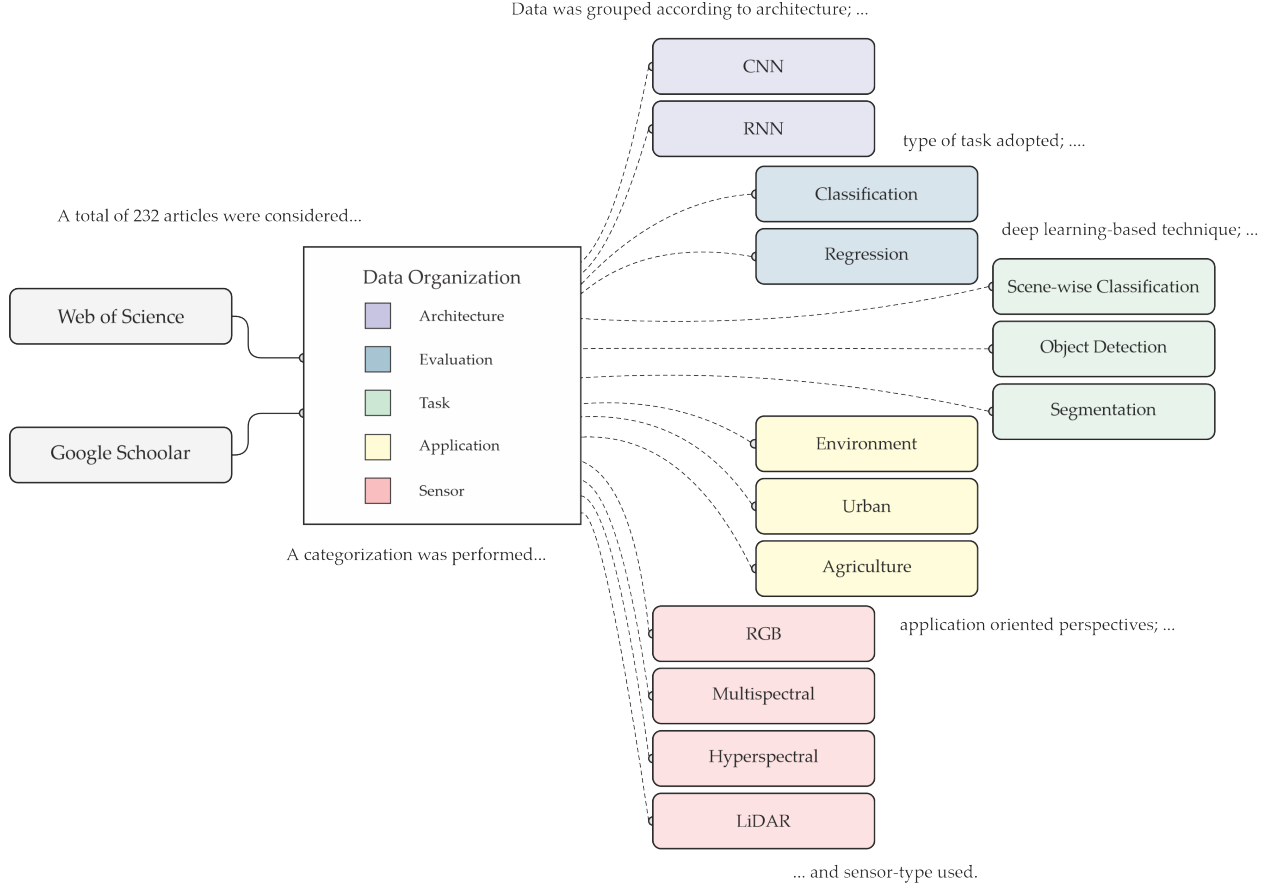 Data was grouped according to architecture; ...
CNN
RNN
type of task adopted; ....
Classification
Regression
deep learning-based technique; ...
Scene-wise Classification
Object Detection
Segmentation
A total of 232 articles were considered...
Web of Science
Google Schoolar
Data Organization
Architecture
Evaluation
Task
Application
Sensor
A categorization was performed...
Environment
Urban
Agriculture
application oriented perspectives; ...
RGB
Multispectral
Hyperspectral
LiDAR
... and sensor-type used.